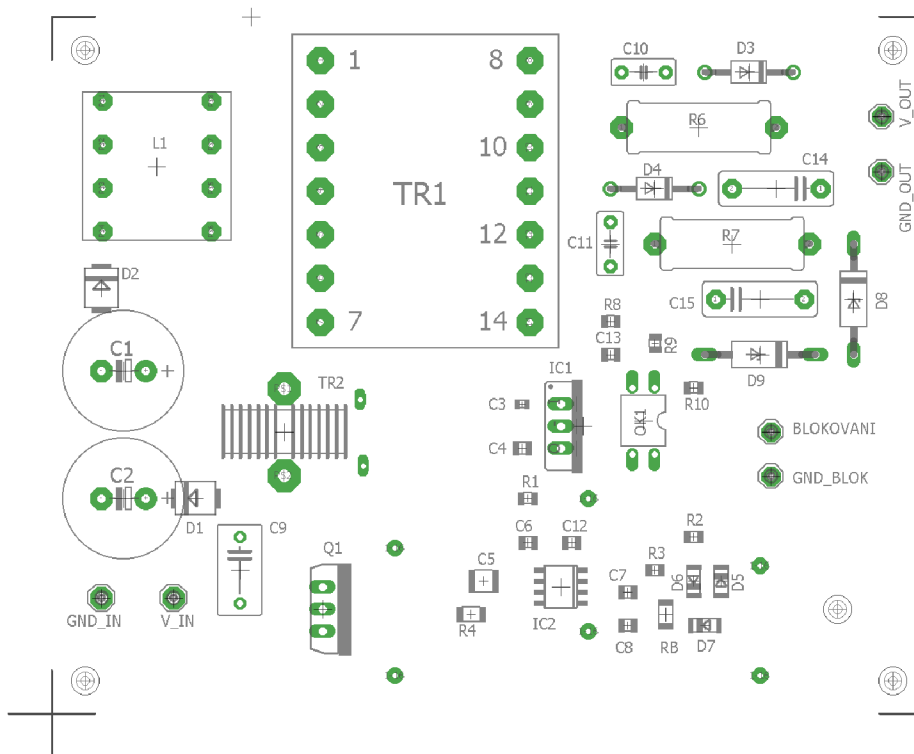 C10
D3
1
8
V_OUT
R6
L1
10
C14
D4
TR1
GND_OUT
12
C11
R7
D2
C15
D8
R8
7
14
C13
R9
C1
TR2
IC1
D9
R10
C3
OK1
BLOKOVANI
C4
C2
GND_BLOK
R1
D1
C9
C6
C12
R2
Q1
R3
C5
D6
D5
C7
GND_IN
V_IN
R4
IC2
C8
RB
D7